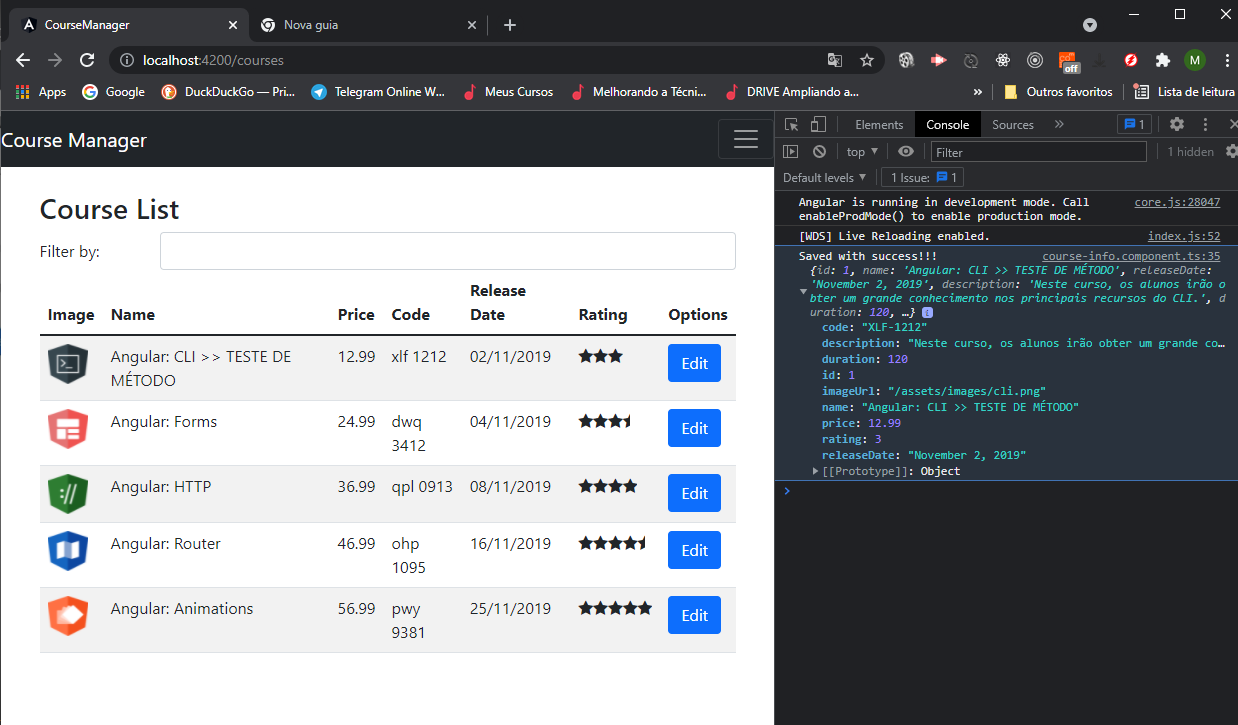 CourseManager
Nova guia
localhost:4200/courses
off
M
Apps
Google
DuckDuckGo — Pri...
Telegram Online W...
Meus Cursos
Melhorando a Técni...
DRIVE Ampliando a...
»
Outros favoritos
Lista de leitura
Course Manager
Course List
Filter by:
Image Name Price Code Release Date Rating Options
Angular: CLI >> TESTE DE MÉTODO 12.99 xlf 1212 02/11/2019 Edit
Angular: Forms 24.99 dwq 3412 04/11/2019 Edit
Angular: HTTP 36.99 qpl 0913 08/11/2019 Edit
Angular: Router 46.99 ohp 1095 16/11/2019 Edit
Angular: Animations 56.99 pwy 9381 25/11/2019 Edit
Elements Console Sources » 1
top Filter 1 hidden
Default levels 1 Issue: 1
Angular is running in development mode. Call core.js:28047
enableProdMode() to enable production mode.
[WDS] Live Reloading enabled. index.js:52
Saved with success!!! course-info.component.ts:35
{id: 1, name: 'Angular: CLI >> TESTE DE MÉTODO', releaseDate:
'November 2, 2019', description: 'Neste curso, os alunos irão o
bter um grande conhecimento nos principais recursos do CLI.', d
uration: 120, …} i
code: "XLF-1212"
description: "Neste curso, os alunos irão obter um grande co…
duration: 120
id: 1
imageUrl: "/assets/images/cli.png"
name: "Angular: CLI >> TESTE DE MÉTODO"
price: 12.99
rating: 3
releaseDate: "November 2, 2019"
[[Prototype]]: Object